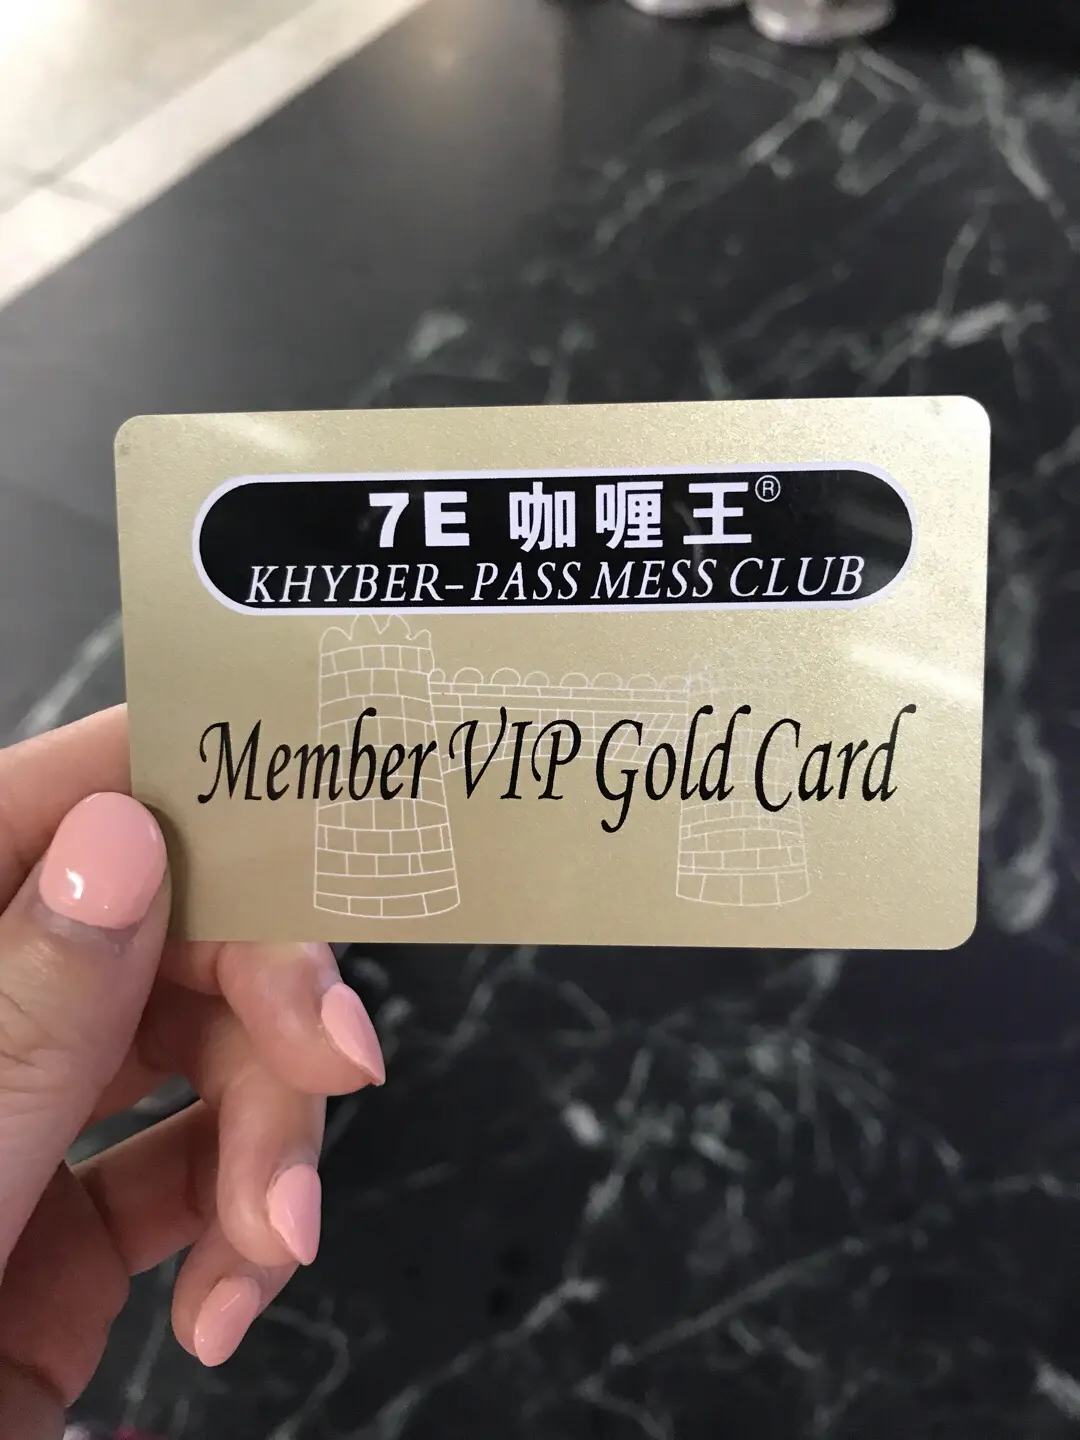 7E 咖喱王®
KHYBER-PASS MESS CLUB
Member VIP Gold Card